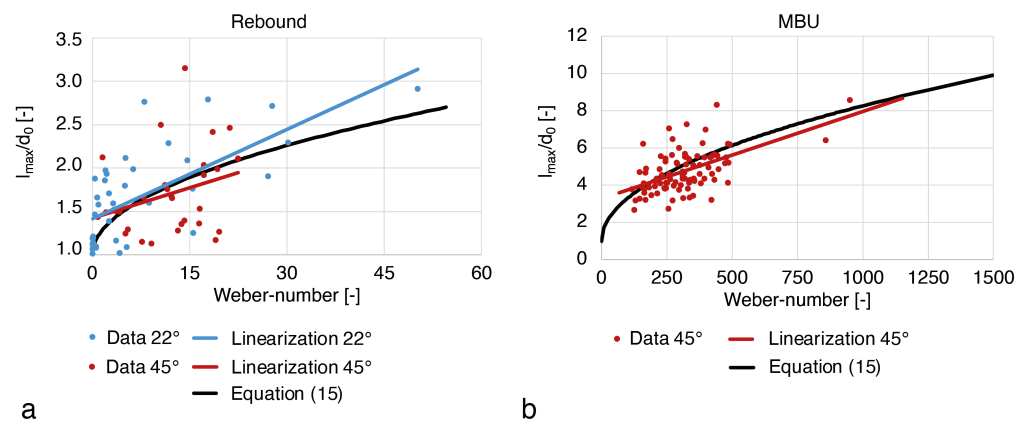 Rebound
MBU
l_max/d_0 [-]
3.5
3.0
2.5
2.0
1.5
1.0
0
15
30
45
60
Weber-number [-]
Data 22°
Linearization 22°
Data 45°
Linearization 45°
Equation (15)
a
l_max/d_0 [-]
12
10
8
6
4
2
0
0
250
500
750
1000
1250
1500
Weber-number [-]
Data 45°
Linearization 45°
Equation (15)
b